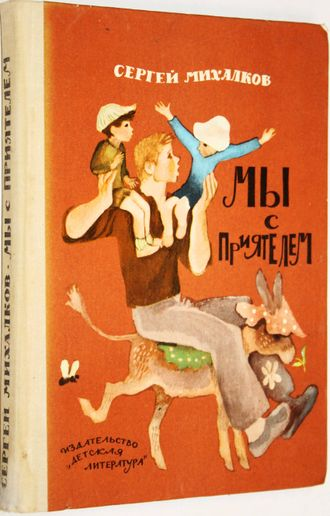 СЕРГЕЙ МИХАЛКОВ
МЫ
С
ПРИЯТЕЛЕМ
ИЗДАТЕЛЬСТВО
„ДЕТСКАЯ
ЛИТЕРАТУРА"
СЕРГЕЙ МИХАЛКОВ · МЫ С ПРИЯТЕЛЕМ